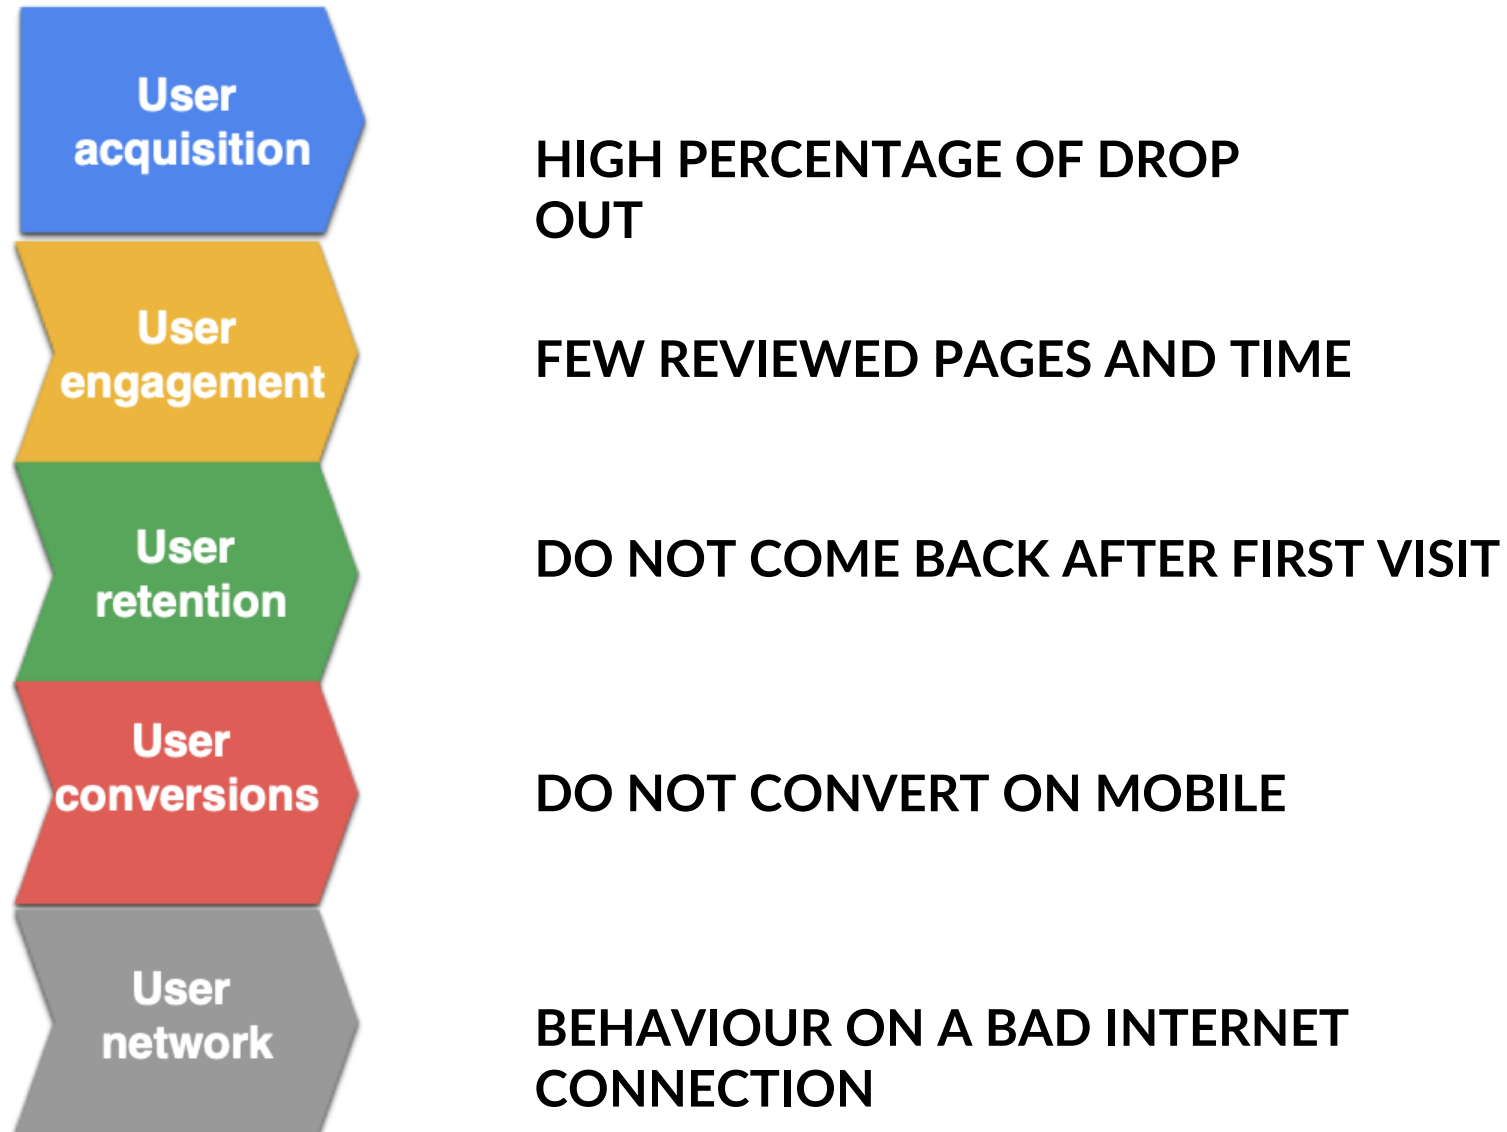 User
acquisition
HIGH PERCENTAGE OF DROP
OUT
User
engagement
FEW REVIEWED PAGES AND TIME
User
retention
DO NOT COME BACK AFTER FIRST VISIT
User
conversions
DO NOT CONVERT ON MOBILE
User
network
BEHAVIOUR ON A BAD INTERNET
CONNECTION